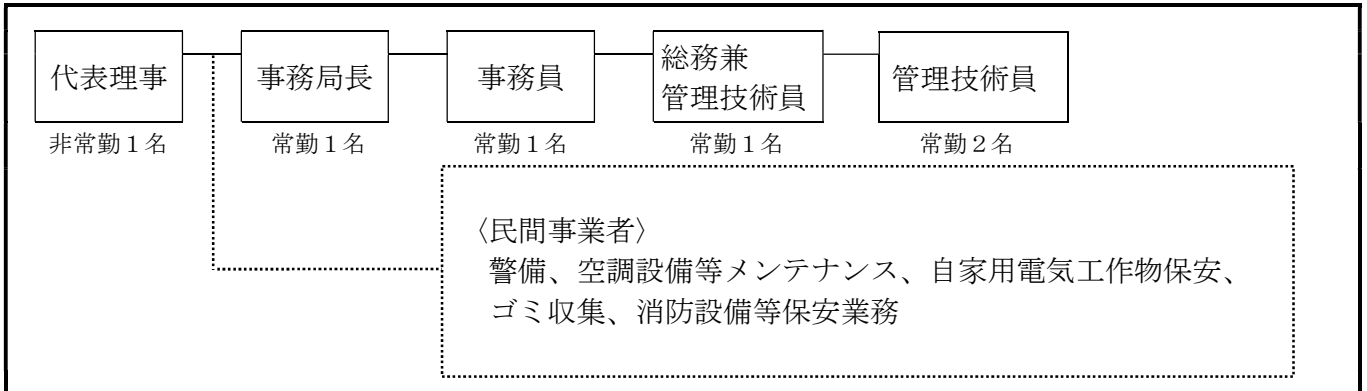 代表理事
事務局長
事務員
総務兼
管理技術員
管理技術員
非常勤1名
常勤1名
常勤1名
常勤1名
常勤2名
〈民間事業者〉
警備、空調設備等メンテナンス、自家用電気工作物保安、
ゴミ収集、消防設備等保安業務